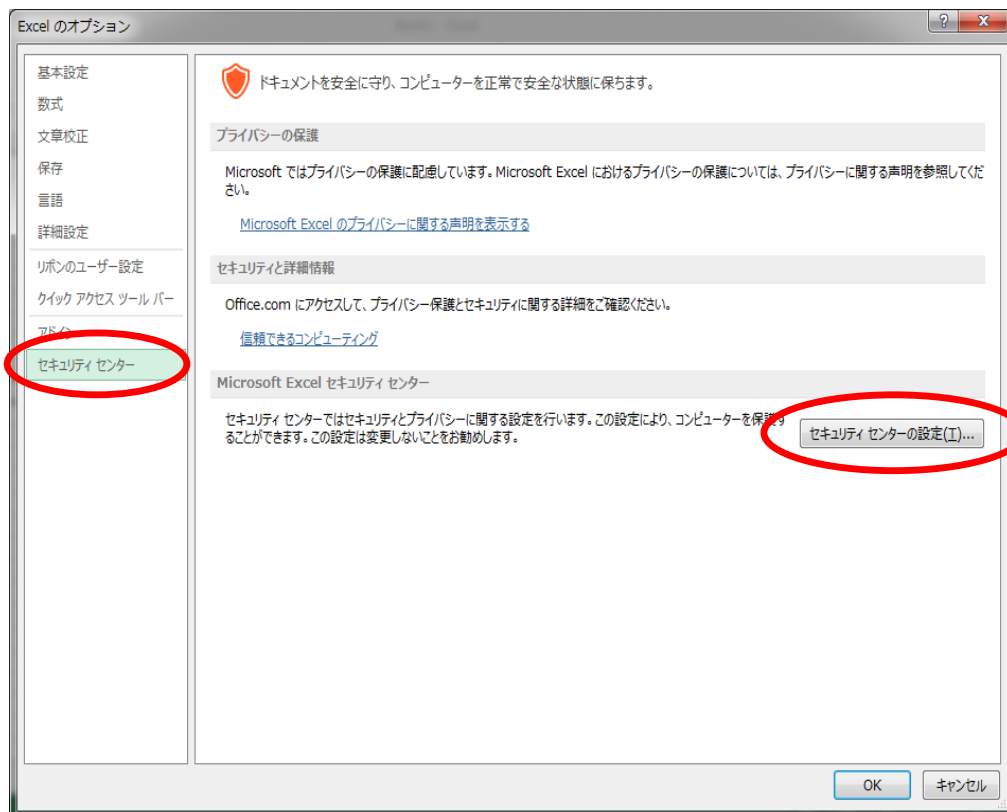 Excel のオプション
基本設定
数式
文章校正
保存
言語
詳細設定
リボンのユーザー設定
クイック アクセス ツール バー
アドイン
セキュリティ センター
ドキュメントを安全に守り、コンピューターを正常で安全な状態に保ちます。
プライバシーの保護
Microsoft ではプライバシーの保護に配慮しています。Microsoft Excel におけるプライバシーの保護については、プライバシーに関する声明を参照してくだ
さい。
Microsoft Excel のプライバシーに関する声明を表示する
セキュリティと詳細情報
Office.com にアクセスして、プライバシー保護とセキュリティに関する詳細をご確認ください。
信頼できるコンピューティング
Microsoft Excel セキュリティ センター
セキュリティ センターではセキュリティとプライバシーに関する設定を行います。この設定により、コンピューターを保護す
ることができます。この設定は変更しないことをお勧めします。
セキュリティ センターの設定(T)...
OK
キャンセル